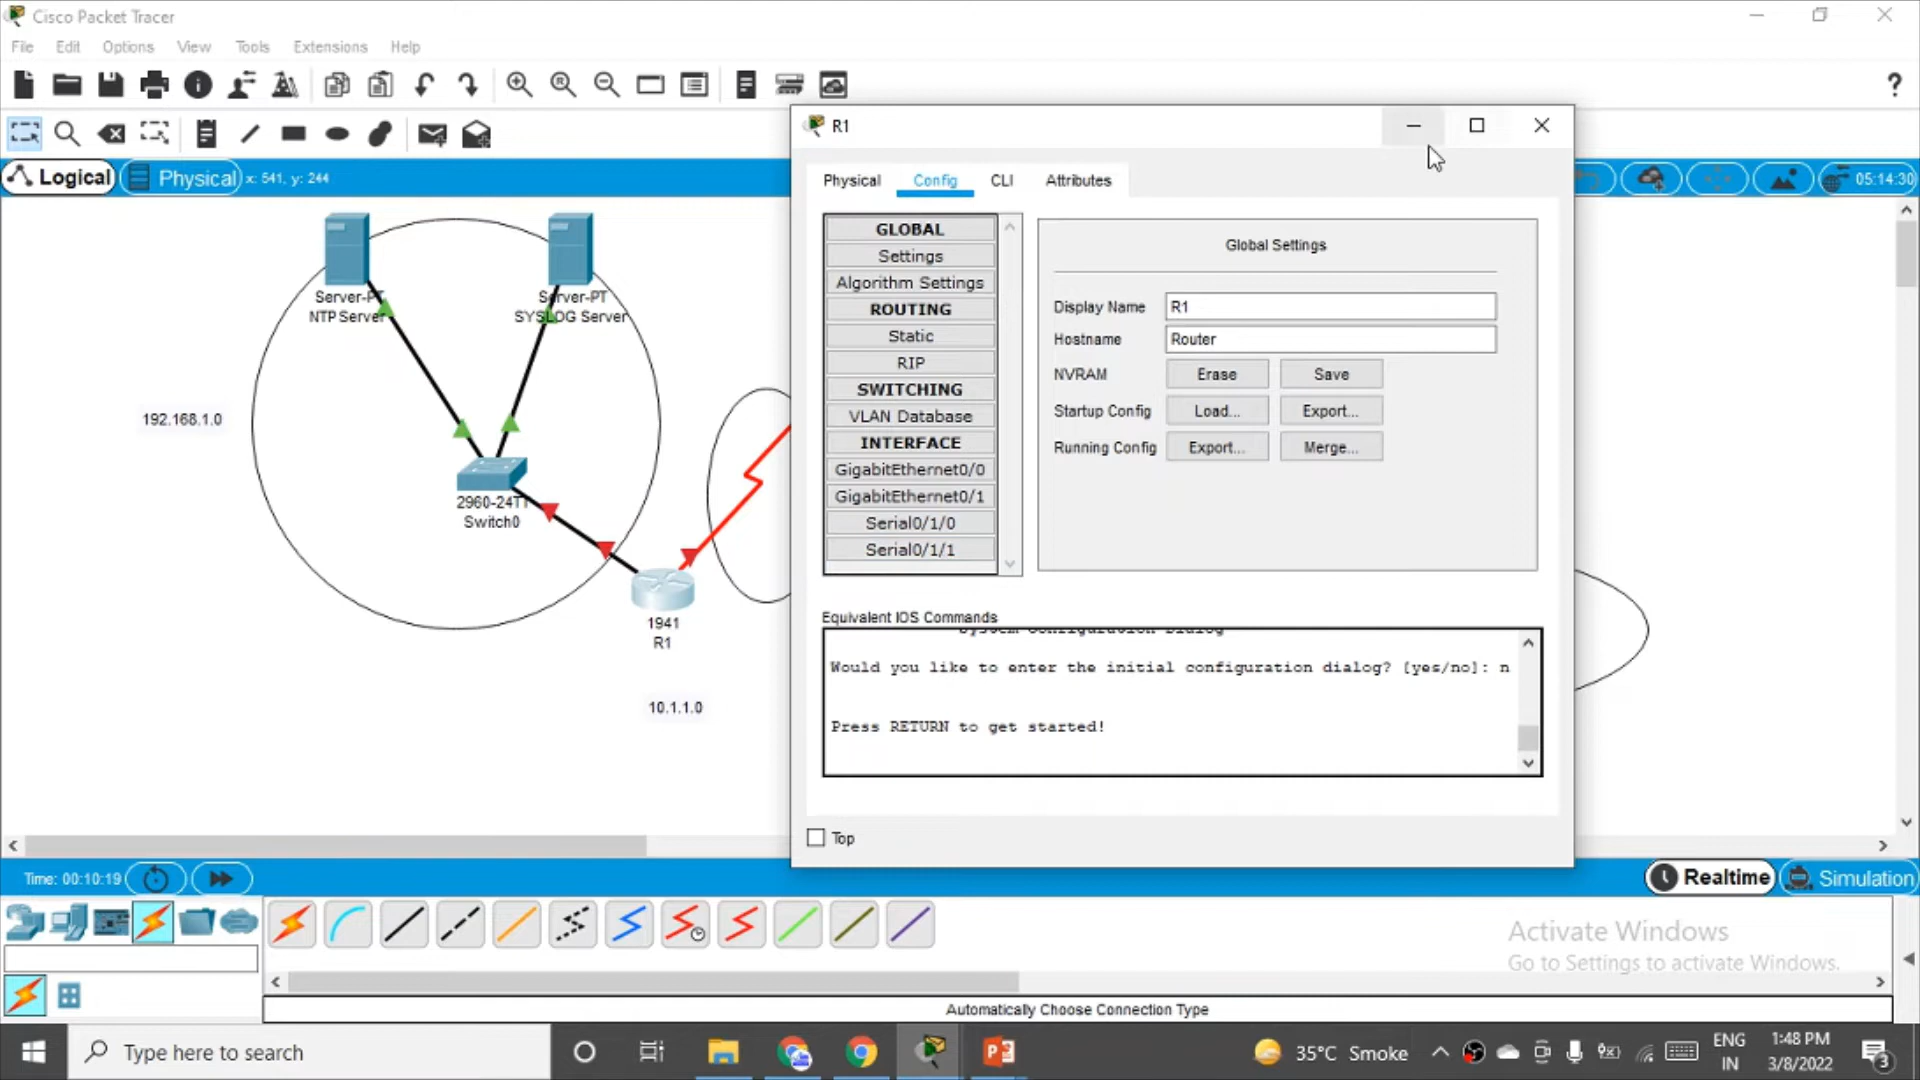 Cisco Packet Tracer
File Edit Options View Tools Extensions Help
?
R1
Logical Physical x: 541, y: 244
05:14:30
Physical Config CLI Attributes
GLOBAL
Settings
Algorithm Settings
ROUTING
Static
RIP
SWITCHING
VLAN Database
INTERFACE
GigabitEthernet0/0
GigabitEthernet0/1
Serial0/1/0
Serial0/1/1
Global Settings
Display Name R1
Hostname Router
NVRAM Erase Save
Startup Config Load... Export...
Running Config Export... Merge...
Equivalent IOS Commands
System Configuration Dialog
Would you like to enter the initial configuration dialog? [yes/no]: n
Press RETURN to get started!
Top
Server-PT
NTP Server
Server-PT
SYSLOG Server
192.168.1.0
2960-24TT
Switch0
1941
R1
10.1.1.0
Time: 00:10:19
Realtime Simulation
Activate Windows
Go to Settings to activate Windows.
Automatically Choose Connection Type
Type here to search
35°C Smoke
ENG
IN
1:48 PM
3/8/2022
3